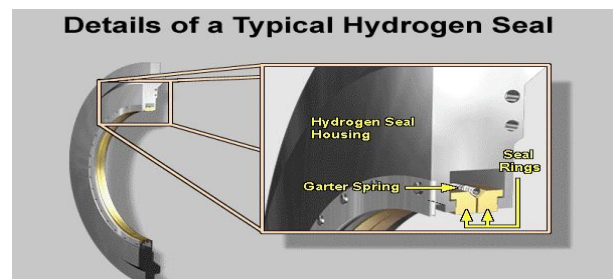 Details of a Typical Hydrogen Seal
Hydrogen Seal
Housing
Seal
Rings
Garter Spring